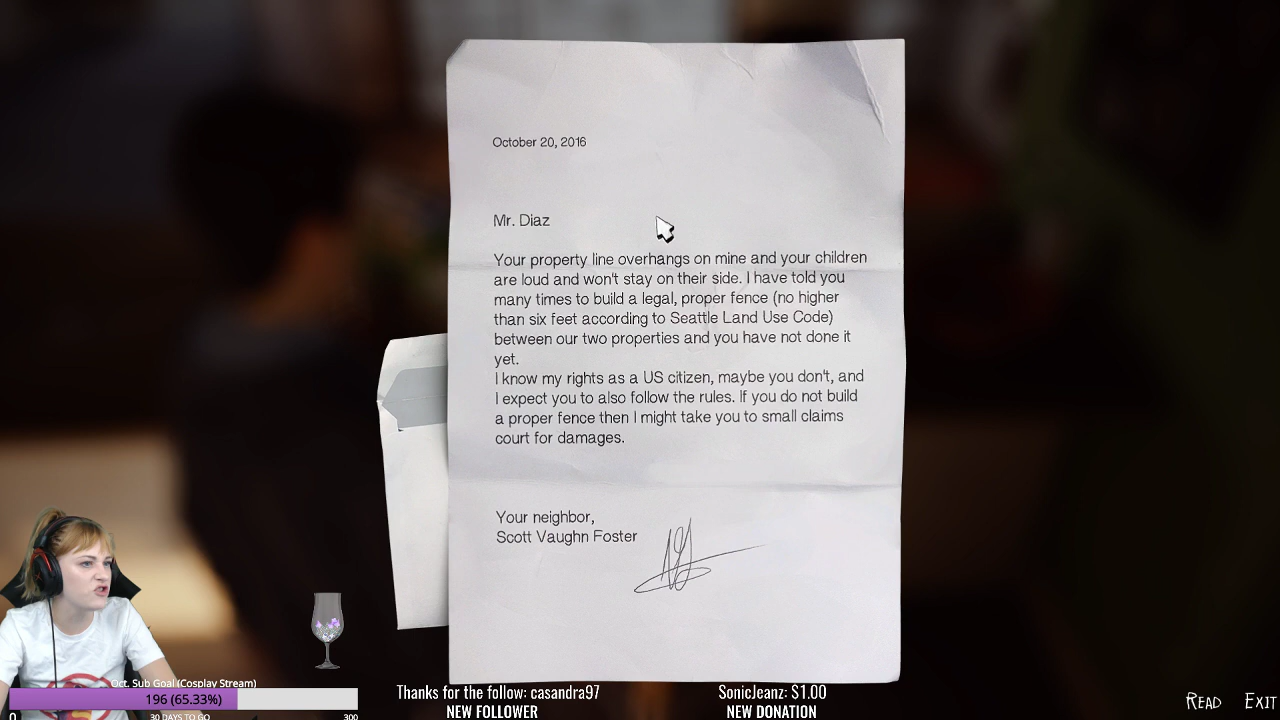 October 20, 2016
Mr. Diaz
Your property line overhangs on mine and your children
are loud and won't stay on their side. I have told you
many times to build a legal, proper fence (no higher
than six feet according to Seattle Land Use Code)
between our two properties and you have not done it
yet.
I know my rights as a US citizen, maybe you don't, and
I expect you to also follow the rules. If you do not build
a proper fence then I might take you to small claims
court for damages.
Your neighbor,
Scott Vaughn Foster
Oct. Sub Goal (Cosplay Stream)
196 (65.33%)
0 30 DAYS TO GO 300
Thanks for the follow: casandra97
NEW FOLLOWER
SonicJeanz: $1.00
NEW DONATION
READ EXIT